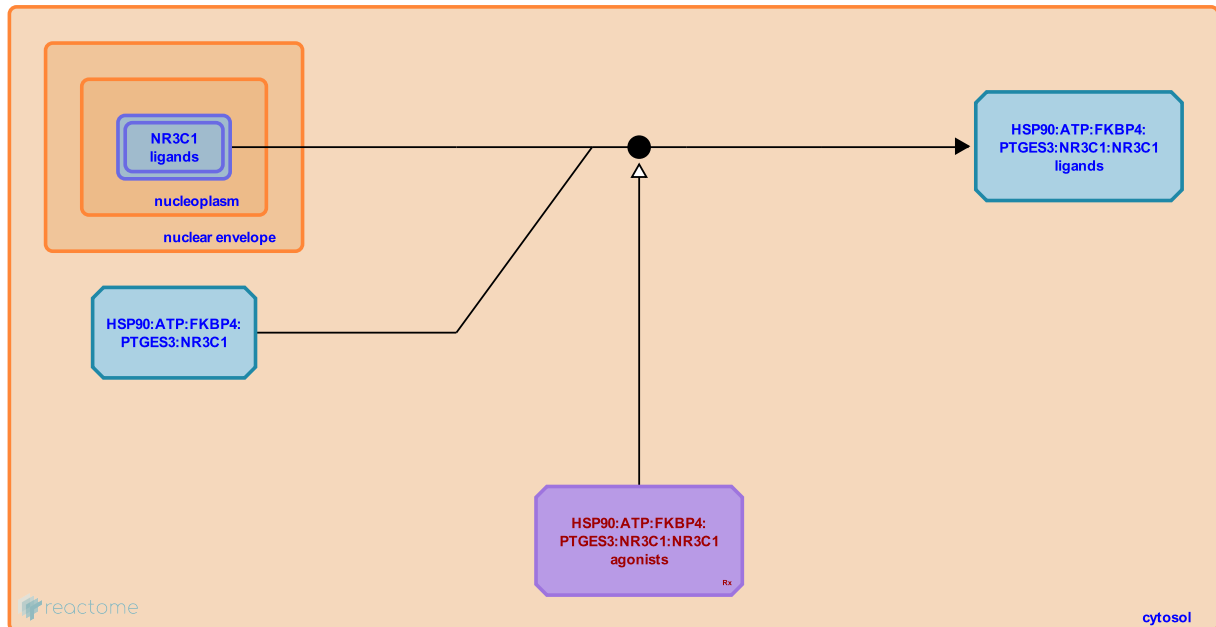 NR3C1
ligands
nucleoplasm
nuclear envelope
HSP90:ATP:FKBP4:
PTGES3:NR3C1:NR3C1
ligands
HSP90:ATP:FKBP4:
PTGES3:NR3C1
HSP90:ATP:FKBP4:
PTGES3:NR3C1:NR3C1
agonists
Rx
reactome
cytosol